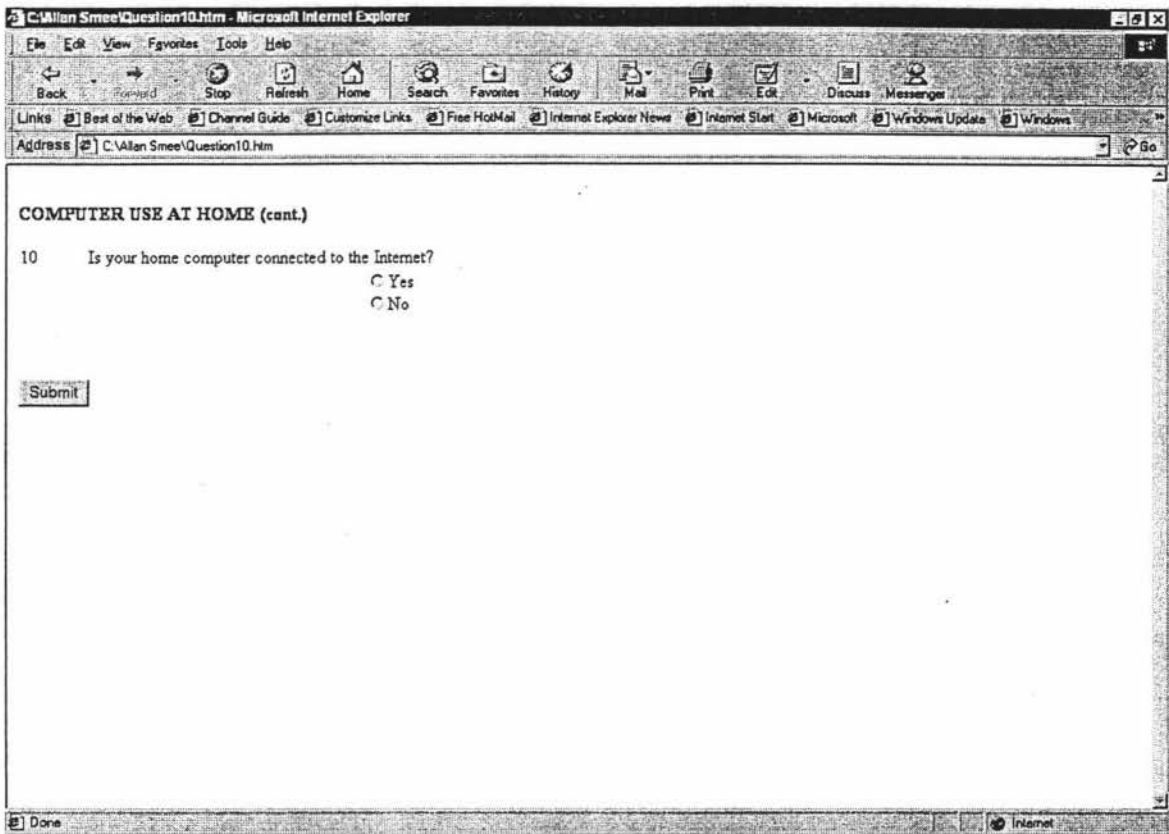 C:\Allan Smee\Question10.htm - Microsoft Internet Explorer
File Edit View Favorites Tools Help
Back Forward Stop Refresh Home Search Favorites History Mail Print Edit Discuss Messenger
Links Best of the Web Channel Guide Customize Links Free HotMail Internet Explorer News Internet Start Microsoft Windows Update Windows
Address C:\Allan Smee\Question10.htm Go
COMPUTER USE AT HOME (cont.)
10 Is your home computer connected to the Internet?
Yes
No
Submit
Done Internet